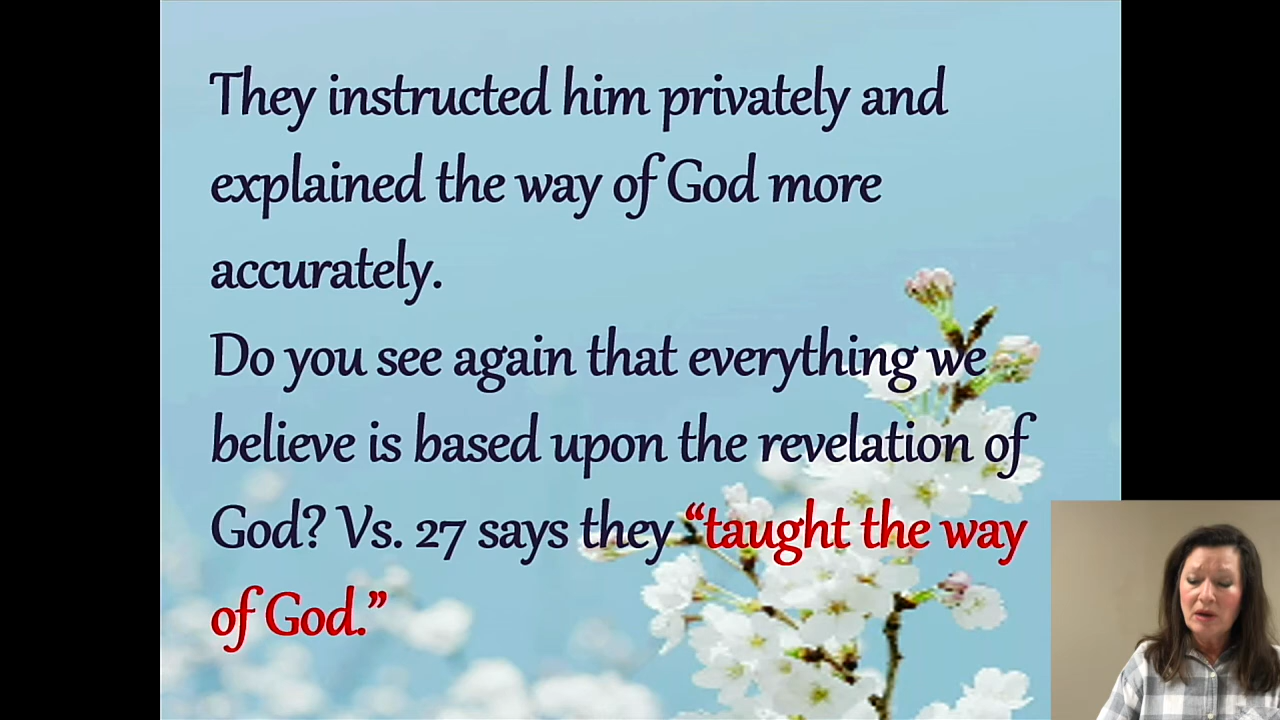 They instructed him privately and
explained the way of God more
accurately.
Do you see again that everything we
believe is based upon the revelation of
God? Vs. 27 says they “taught the way
of God.”